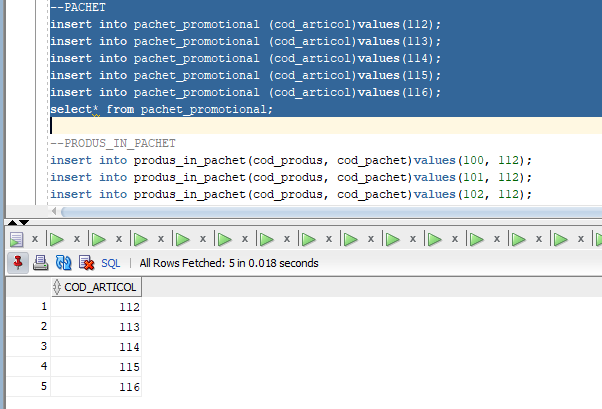 --PACHET
insert into pachet_promotional (cod_articol)values(112);
insert into pachet_promotional (cod_articol)values(113);
insert into pachet_promotional (cod_articol)values(114);
insert into pachet_promotional (cod_articol)values(115);
insert into pachet_promotional (cod_articol)values(116);
select* from pachet_promotional;
--PRODUS_IN_PACHET
insert into produs_in_pachet(cod_produs, cod_pachet)values(100, 112);
insert into produs_in_pachet(cod_produs, cod_pachet)values(101, 112);
insert into produs_in_pachet(cod_produs, cod_pachet)values(102, 112);
SQL | All Rows Fetched: 5 in 0.018 seconds
COD_ARTICOL
1 112
2 113
3 114
4 115
5 116